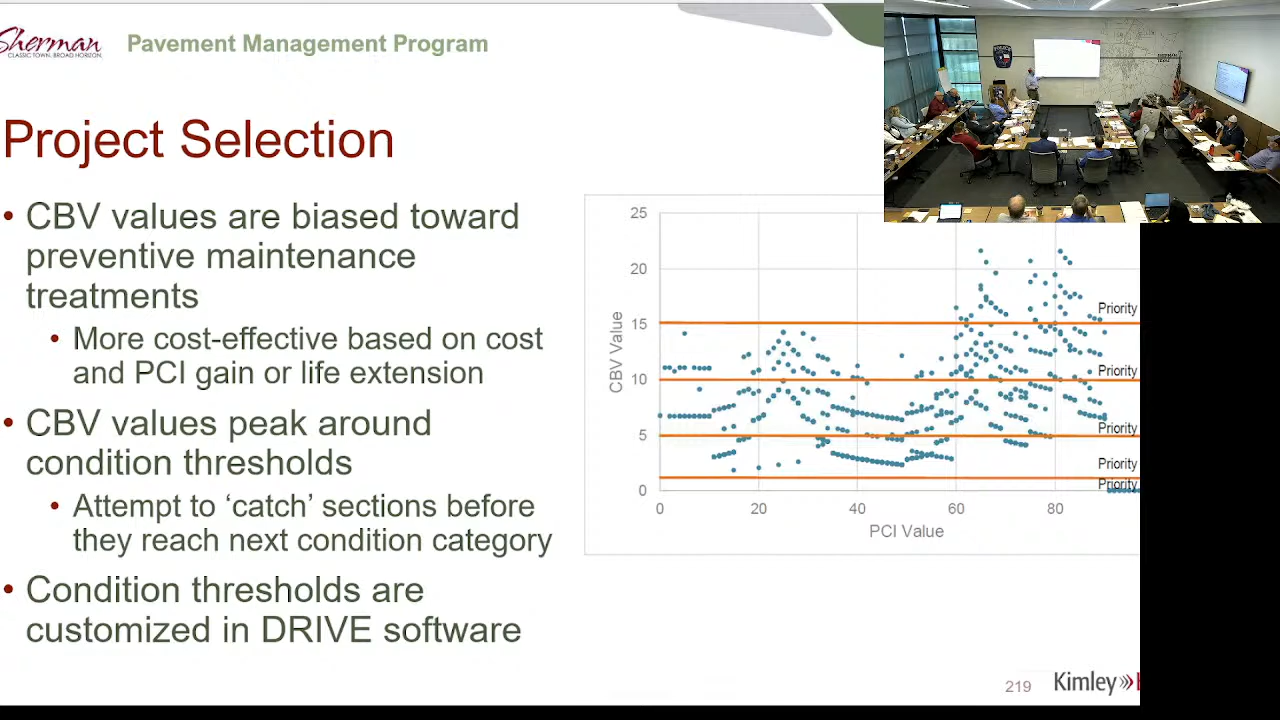 Sherman
CLASSIC TOWN. BROAD HORIZON.
Pavement Management Program
Project Selection
• CBV values are biased toward
preventive maintenance
treatments
• More cost-effective based on cost
and PCI gain or life extension
• CBV values peak around
condition thresholds
• Attempt to ‘catch’ sections before
they reach next condition category
• Condition thresholds are
customized in DRIVE software
CBV Value
25
20
15
10
5
0
0 20 40 60 80
PCI Value
Priority
Priority
Priority
Priority
Priority
219
Kimley»